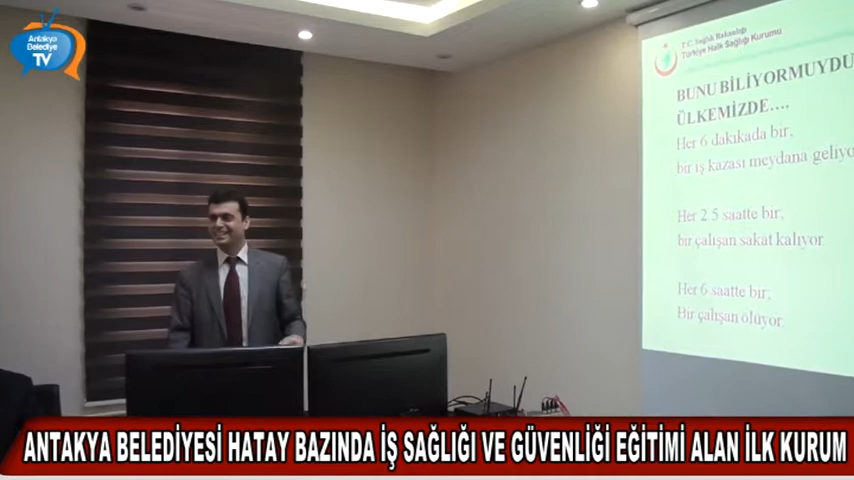 Antakya
Belediye
TV
T.C. Sağlık Bakanlığı
Türkiye Halk Sağlığı Kurumu
BUNU BİLİYORMUYDU
ÜLKEMİZDE....
Her 6 dakikada bir,
bir iş kazası meydana geliyo
Her 2.5 saatte bir,
bir çalışan sakat kalıyor
Her 6 saatte bir,
Bir çalışan ölüyor
ANTAKYA BELEDİYESİ HATAY BAZINDA İŞ SAĞLIĞI VE GÜVENLİĞİ EĞİTİMİ ALAN İLK KURUM